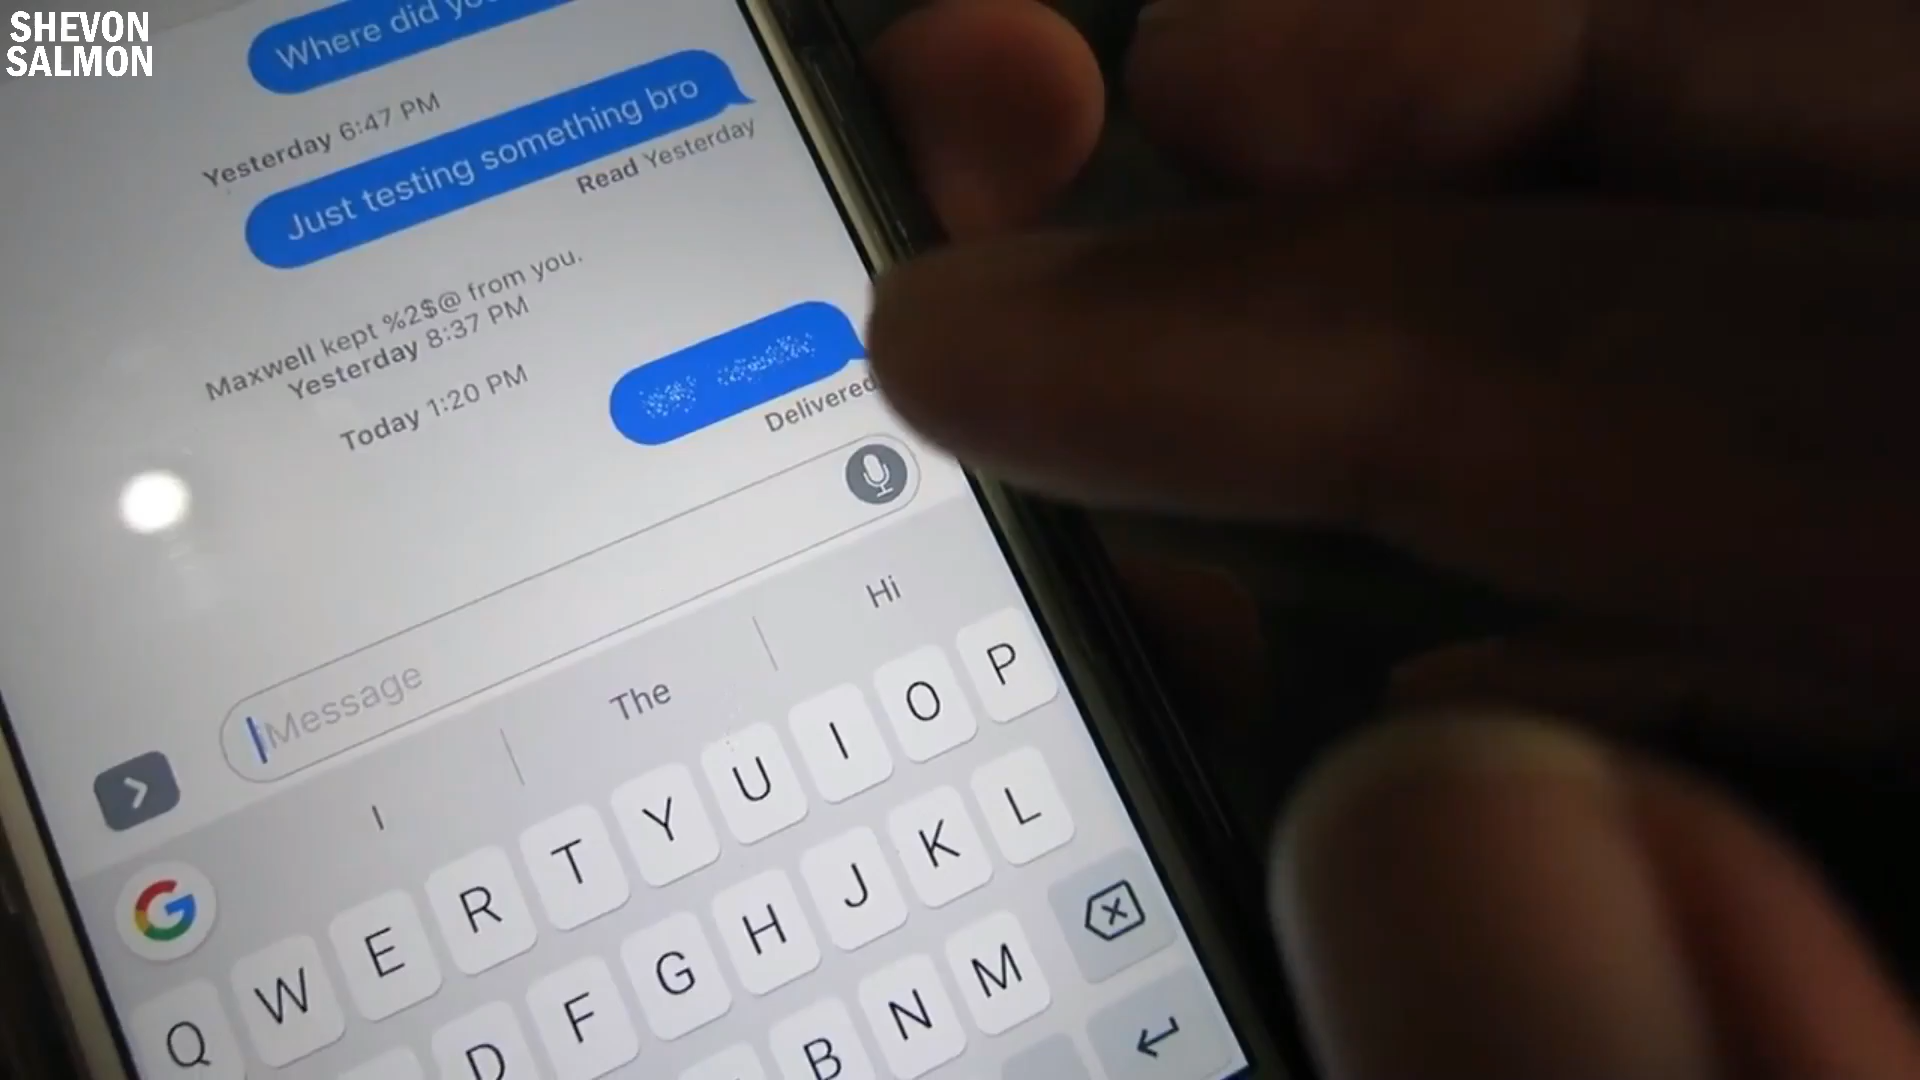 SHEVON
SALMON
Where did
Yesterday 6:47 PM
Just testing something bro
Read Yesterday
Maxwell kept %2$@ from you.
Yesterday 8:37 PM
Today 1:20 PM
Delivered
Message
I
The
Hi
G
Q W E R T Y U I O P
D F G H J K L
B N M